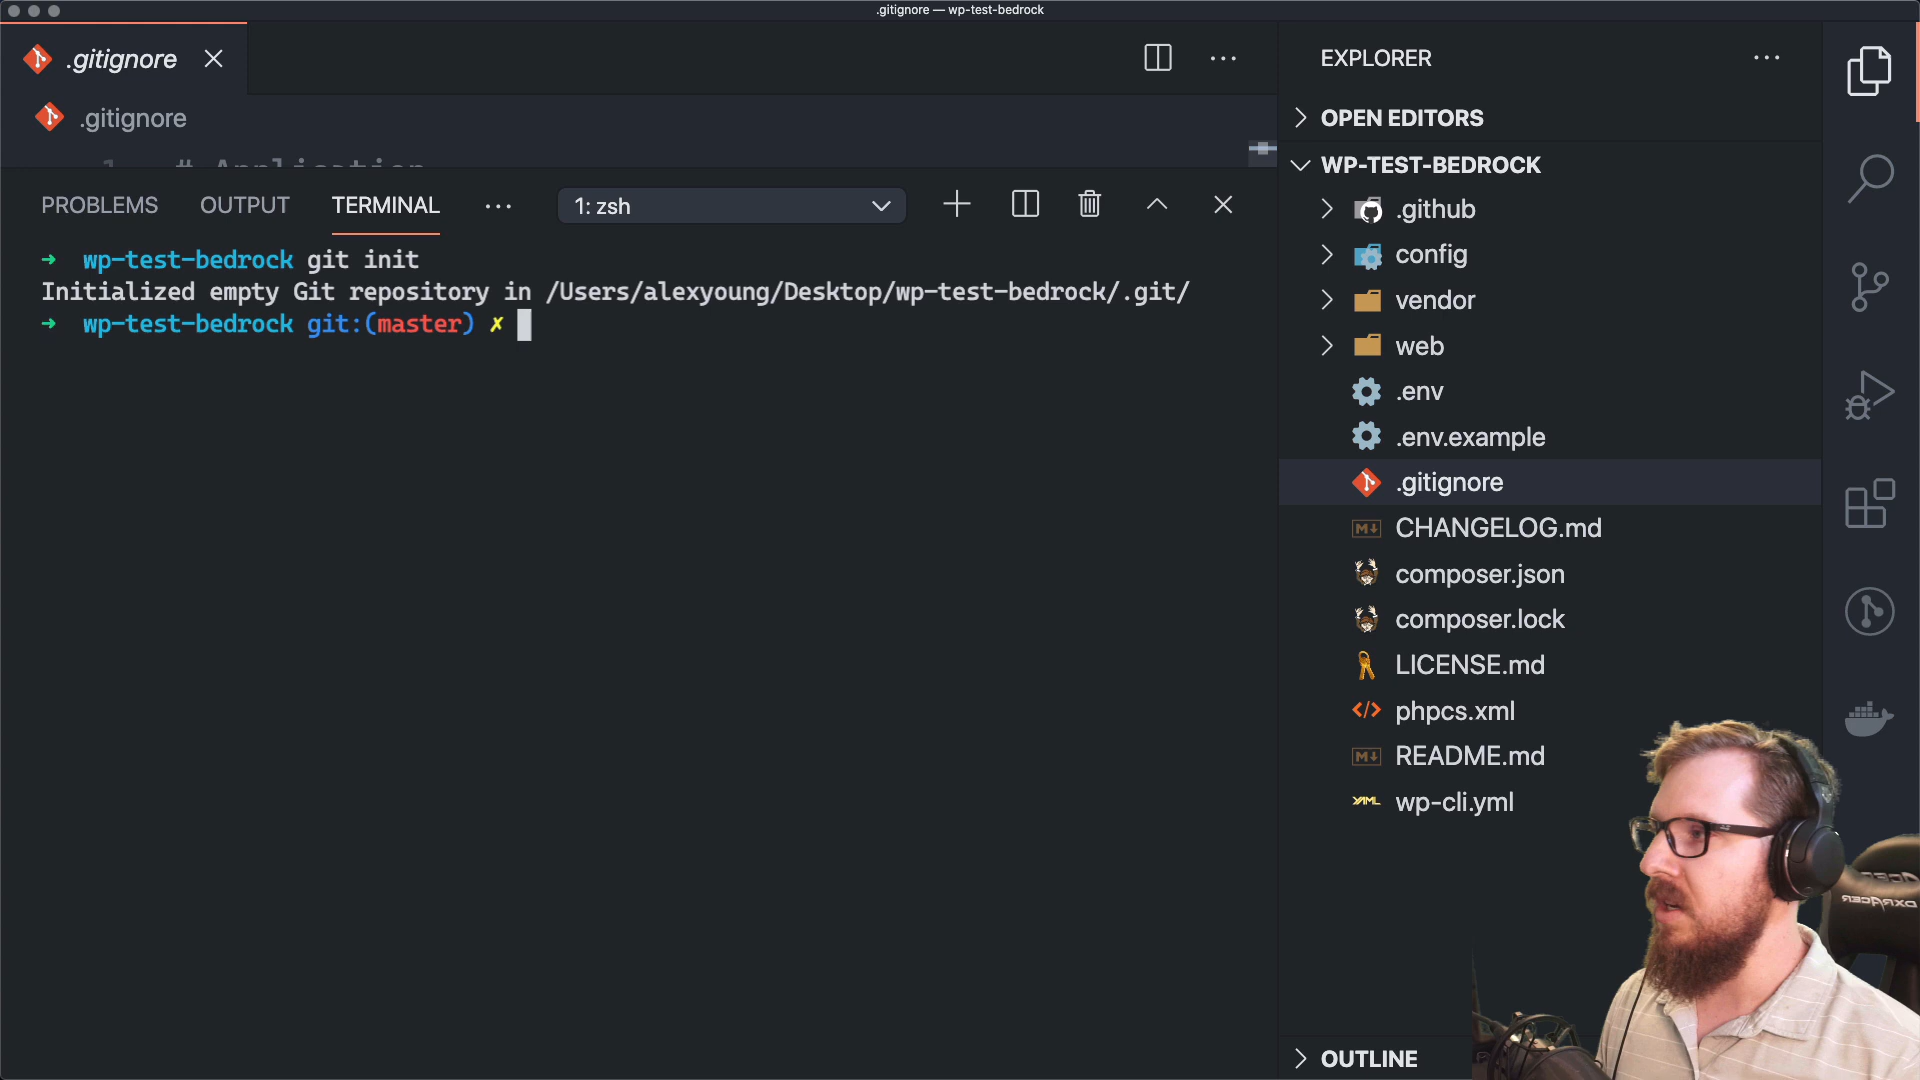 .gitignore — wp-test-bedrock
.gitignore
.gitignore
1 # Application
PROBLEMS OUTPUT TERMINAL ... 1: zsh
➜ wp-test-bedrock git init
Initialized empty Git repository in /Users/alexyoung/Desktop/wp-test-bedrock/.git/
➜ wp-test-bedrock git:(master) ✗
EXPLORER
OPEN EDITORS
WP-TEST-BEDROCK
.github
config
vendor
web
.env
.env.example
.gitignore
CHANGELOG.md
composer.json
composer.lock
LICENSE.md
phpcs.xml
README.md
wp-cli.yml
OUTLINE
DXRACER